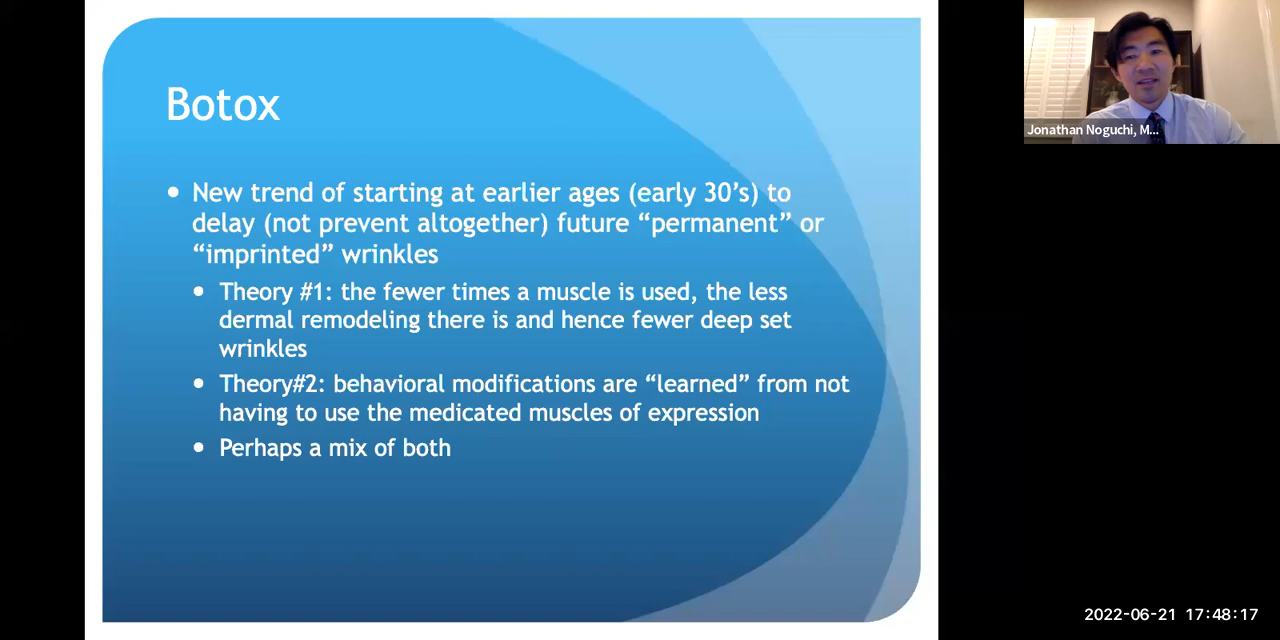 Botox
• New trend of starting at earlier ages (early 30’s) to
delay (not prevent altogether) future “permanent” or
“imprinted” wrinkles
• Theory #1: the fewer times a muscle is used, the less
dermal remodeling there is and hence fewer deep set
wrinkles
• Theory#2: behavioral modifications are “learned” from not
having to use the medicated muscles of expression
• Perhaps a mix of both
Jonathan Noguchi, M...
2022-06-21 17:48:17